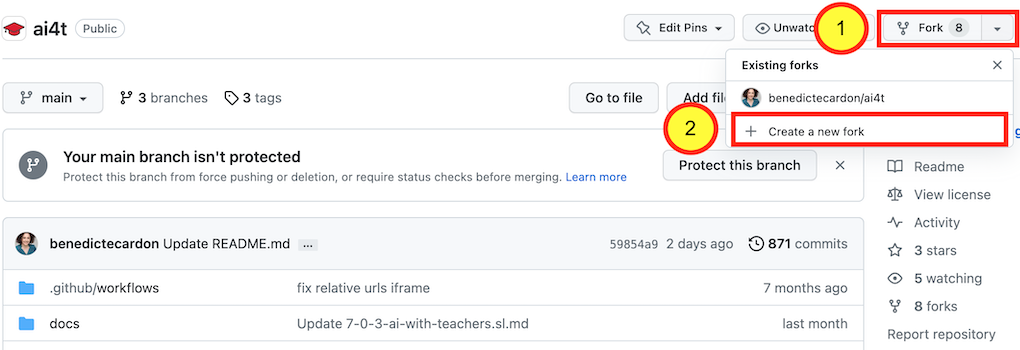 ai4t Public Edit Pins Unwatc 1 Fork 8
Existing forks
benedictecardon/ai4t
Create a new fork
main 3 branches 3 tags Go to file Add file
2
Your main branch isn't protected
Protect this branch from force pushing or deletion, or require status checks before merging. Learn more
Protect this branch
benedictecardon Update README.md ... 59854a9 2 days ago 871 commits
.github/workflows fix relative urls iframe 7 months ago
docs Update 7-0-3-ai-with-teachers.sl.md last month
Readme
View license
Activity
3 stars
5 watching
8 forks
Report repository